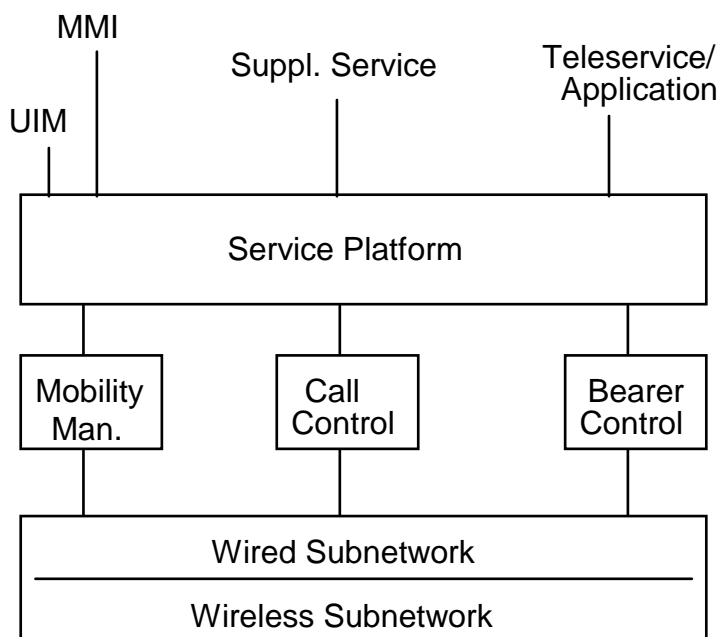 MMI
Suppl. Service
Teleservice/
Application
UIM
Service Platform
Mobility
Man.
Call
Control
Bearer
Control
Wired Subnetwork
Wireless Subnetwork